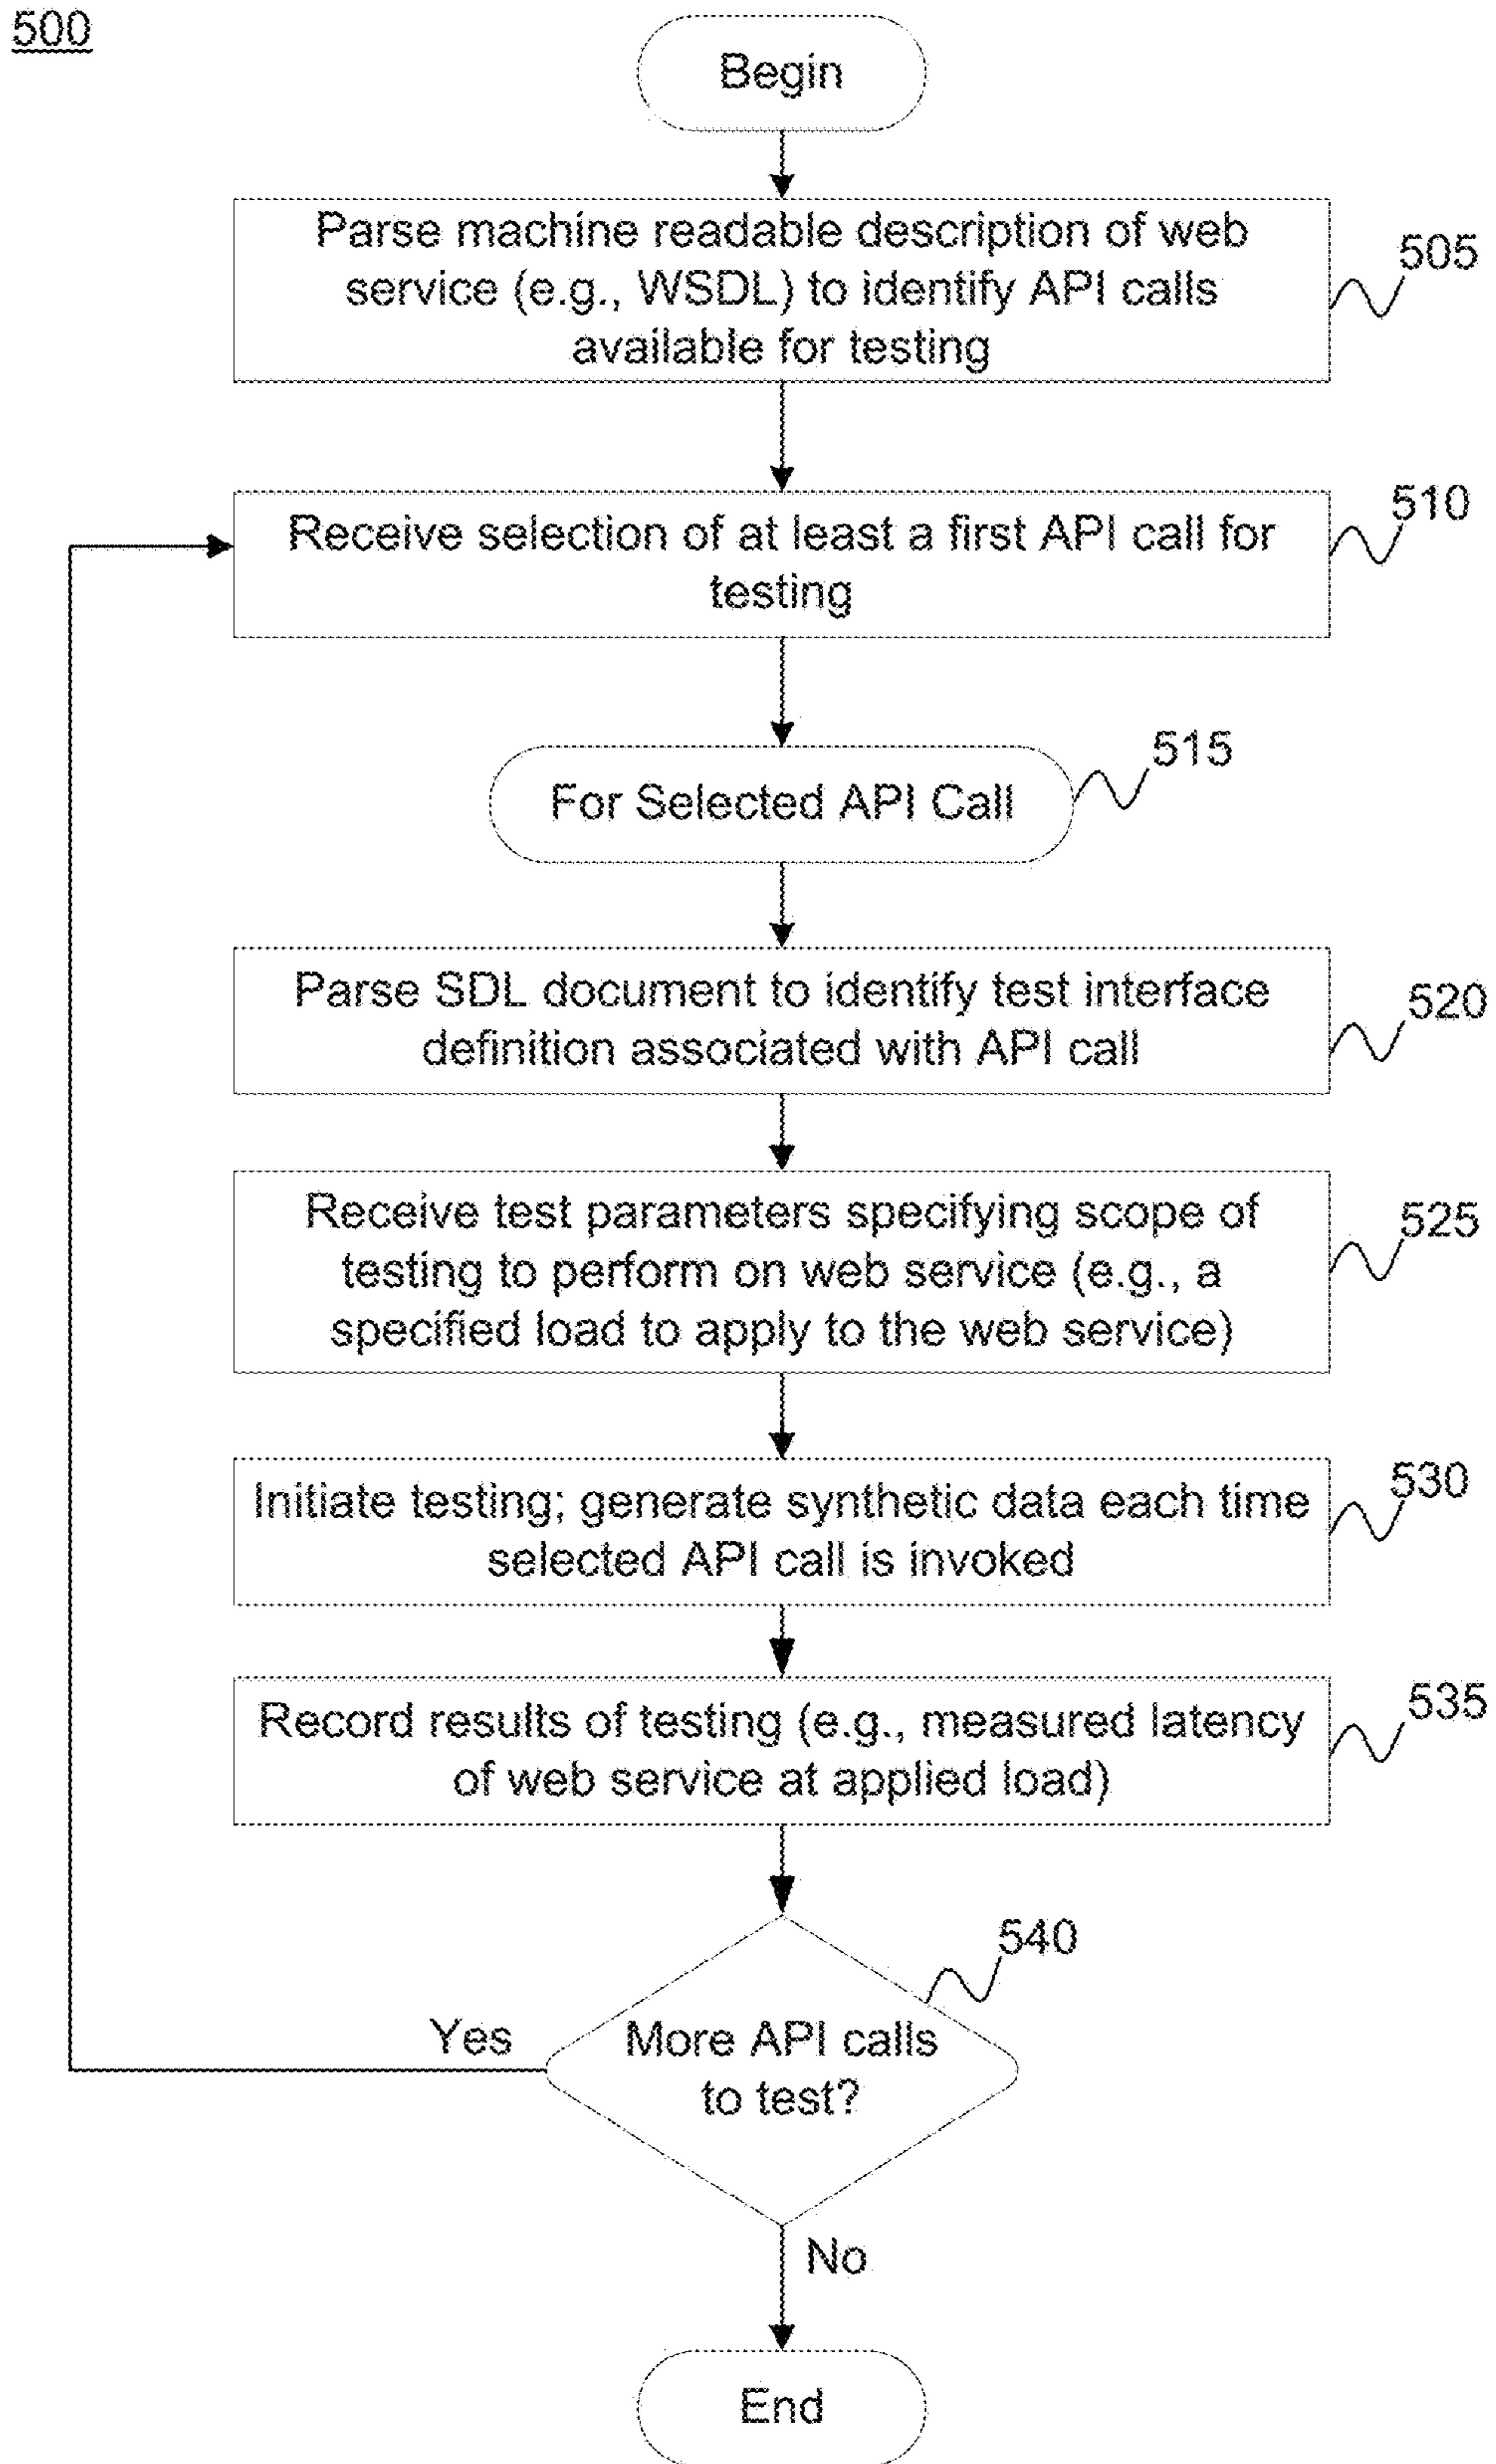 500
Begin
Parse machine readable description of web
service (e.g., WSDL) to identify API calls
available for testing
505
Receive selection of at least a first API call for
testing
510
For Selected API Call
515
Parse SDL document to identify test interface
definition associated with API call
520
Receive test parameters specifying scope of
testing to perform on web service (e.g., a
specified load to apply to the web service)
525
Initiate testing; generate synthetic data each time
selected API call is invoked
530
Record results of testing (e.g., measured latency
of web service at applied load)
535
540
More API calls
to test?
Yes
No
End